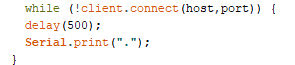 while (!client.connect(host,port)) {
delay(500);
Serial.print(".");
}